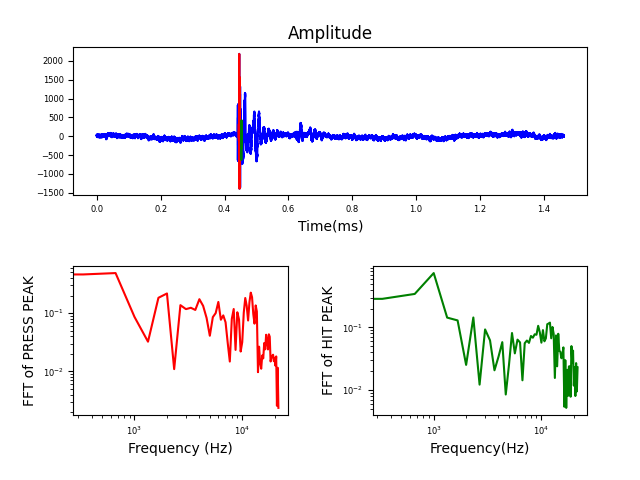 Amplitude
2000
1500
1000
500
0
−500
−1000
−1500
0.0 0.2 0.4 0.6 0.8 1.0 1.2 1.4
Time(ms)
FFT of PRESS PEAK
10⁻¹
10⁻²
10³ 10⁴
Frequency (Hz)
FFT of HIT PEAK
10⁻¹
10⁻²
10³ 10⁴
Frequency(Hz)